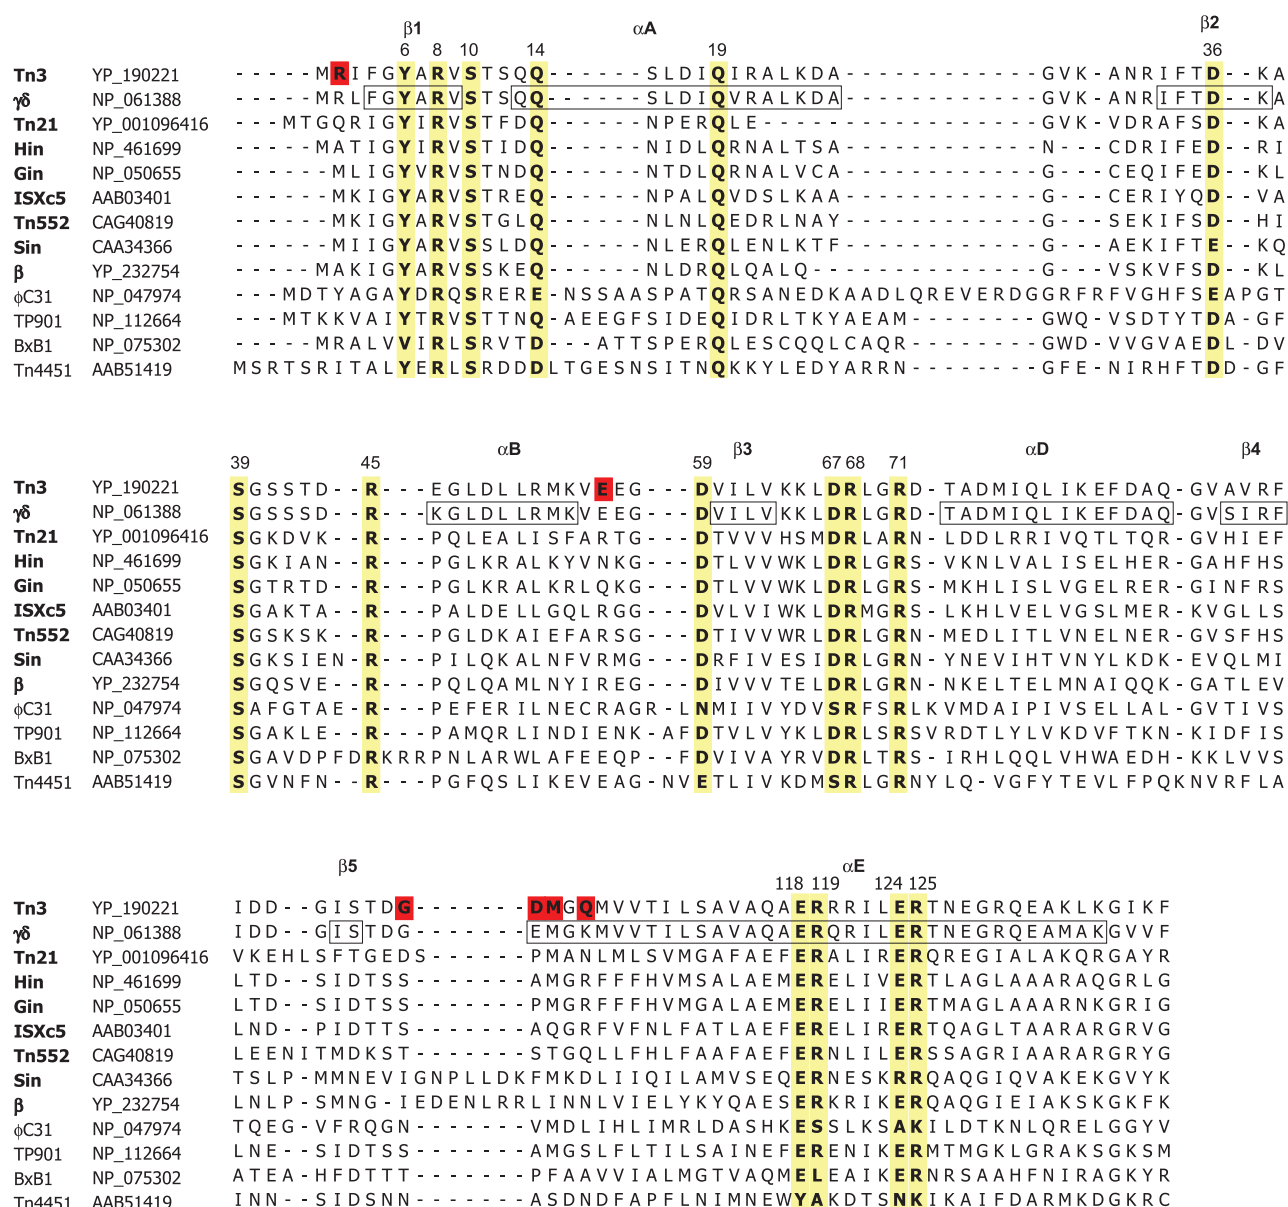 β1 αA β2
6 8 10 14 19 36
Tn3 YP_190221 -----MRIFGYARVSTSQQ------SLDIQIRALKDA------------GVK-ANRIFTD-KA
γδ NP_061388 -----MRLFGYARVSTSQQ------SLDIQVRALKDA------------GVK-ANRIFTD-KA
Tn21 YP_001096416 ---MTGQRIGYIRVSTFDQ------NPERQLE-----------------GVK-VDRAFSD-KA
Hin NP_461699 -----MATIGYIRVSTIDQ------NIDLQRNALTSA------------N--CDRIFED-RI
Gin NP_050655 -----MLIGYVRVSTNDQ------NTDLQRNALVCA------------G--CEQIFED-KL
ISXc5 AAB03401 -----MKIGYARVSTREQ------NPALQVDSLKAA------------G--CERIYQD-VA
Tn552 CAG40819 -----MKIGYARVSTGLQ------NLNLQEDRLNAY------------G--SEKIFSD-HI
Sin CAA34366 -----MIIGYARVSSLDQ------NLERQLENLKTF------------G--AEKIFTE-KQ
β YP_232754 -----MAKIGYARVSSKEQ------NLDRQLQALQ--------------G--VSKVFSD-KL
ϕC31 NP_047974 ---MDTYAGAYDRQSRERE-NSSAASPATQRSANEDKAADLQREVERDGGRFRFVGHFSEAPGT
TP901 NP_112664 ---MTKKVAIYTRVSTTNQ-AEEGFSIDEQIDRLTKYAEAM--------GWQ-VSDTYTDA-GF
BxB1 NP_075302 -----MRALVVIRLSRVTD---ATTSPERQLESCQQLCAQR--------GWD-VVGVAEDL-DV
Tn4451 AAB51419 MSRTSRITALYERLSRDDDLTGESNSITNQKKYLEDYARRN--------GFE-NIRHFTDD-GF
αB β3 αD β4
39 45 59 67 68 71
Tn3 YP_190221 SGSSTD--R---EGLDLLRMKVEEG---DVILVKKLDRLGRD-TADMIQLIKEFDAQ-GVAVRF
γδ NP_061388 SGSSSD--R---KGLDLLRMKVEEG---DVILVKKLDRLGRD-TADMIQLIKEFDAQ-GVSIRF
Tn21 YP_001096416 SGKDVK--R---PQLEALISFARTG---DTVVVHSMDRLARN-LDDLRRIVQTLTQR-GVHIEF
Hin NP_461699 SGKIAN--R---PGLKRALKYVNKG---DTLVVWKLDRLGRS-VKNLVALISELHER-GAHFHS
Gin NP_050655 SGTRTD--R---PGLKRALKRLQKG---DTLVVWKLDRLGRS-MKHLISLVGELRER-GINFRS
ISXc5 AAB03401 SGAKTA--R---PALDELLGQLRGG---DVLVIWKLDRMGRS-LKHLVELVGSLMER-KVGLLS
Tn552 CAG40819 SGSKSK--R---PGLDKAIEFARSG---DTIVVWRLDRLGRN-MEDLITLVNELNER-GVSFHS
Sin CAA34366 SGKSIEN-R---PILQKALNFVRMG---DRFIVESIDRLGRN-YNEVIHTVNYLKDK-EVQLMI
β YP_232754 SGQSVE--R---PQLQAMLNYIREG---DIVVVTELDRLGRN-NKELTELMNAIQQK-GATLEV
ϕC31 NP_047974 SAFGTAE-R---PEFERILNECRAGR-LNMIIVYDVSRFSRLKVMDAIPIVSELLAL-GVTIVS
TP901 NP_112664 SGAKLE--R---PAMQRLINDIENK-AFDTVLVYKLDRLSRSVRDTLYLVKDVFTKN-KIDFIS
BxB1 NP_075302 SGAVDPFDRKRRPNLARWLAFEEQP--FDVIVAYRVDRLTRS-IRHLQQLVHWAEDH-KKLVVS
Tn4451 AAB51419 SGVNFN--R---PGFQSLIKEVEAG-NVETLIVKDMSRLGRNYLQ-VGFYTEVLFPQKNVRFLA
β5 αE
118 119 124 125
Tn3 YP_190221 IDD--GISTDG-------DMGQMVVTILSAVAQAERRRILERTNEGRQEAKLKGIKF
γδ NP_061388 IDD--GISTDG-------EMGKMVVTILSAVAQAERQRILERTNEGRQEAMAKGVVF
Tn21 YP_001096416 VKEHLSFTGEDS------PMANLMLSVMGAFAEFERALIREREGIALAKQRGAYR
Hin NP_461699 LTD--SIDTSS-------PMGRFFFHVMSALAEMERELIVERTLAGLAAARAQGRLG
Gin NP_050655 LTD--SIDTSS-------PMGRFFFHVMGALAEMERELIIERTMAGLAAARNKGRIG
ISXc5 AAB03401 LND--PIDTTS-------AQGRFVFNLFATLAEFERELIRERTQAGLTAARARGRVG
Tn552 CAG40819 LEENITMDKST-------STGQLLFHLFAAFAEFERNLILERSSAGRIAARARGRYG
Sin CAA34366 TSLP-MMNEVIGNPLLDKFMKDLIIQILAMVSEQERNESKRRQAQGIQVAKEKGVYK
β YP_232754 LNLP-SMNG-IEDENLRRLINNLVIELYKYQAESERKRIKERQAQGIEIAKSKGKFK
ϕC31 NP_047974 TQEG-VFRQGN-------VMDLIHLIMRLDASHKESSLKSAKILDTKNLQRELGGYV
TP901 NP_112664 LNE--SIDTSS-------AMGSLFLTILSAINEFERENIKERMTMGKLGRAKSGKSM
BxB1 NP_075302 ATEA-HFDTTT-------PFAAVVIALMGTVAQMELEAIKERNRSAAHFNIRAGKYR
Tn4451 AAB51419 INN--SIDSNN-------ASDNDFAPFLNIMNEWYAKDTSNKIKAIFDARMKDGKRC